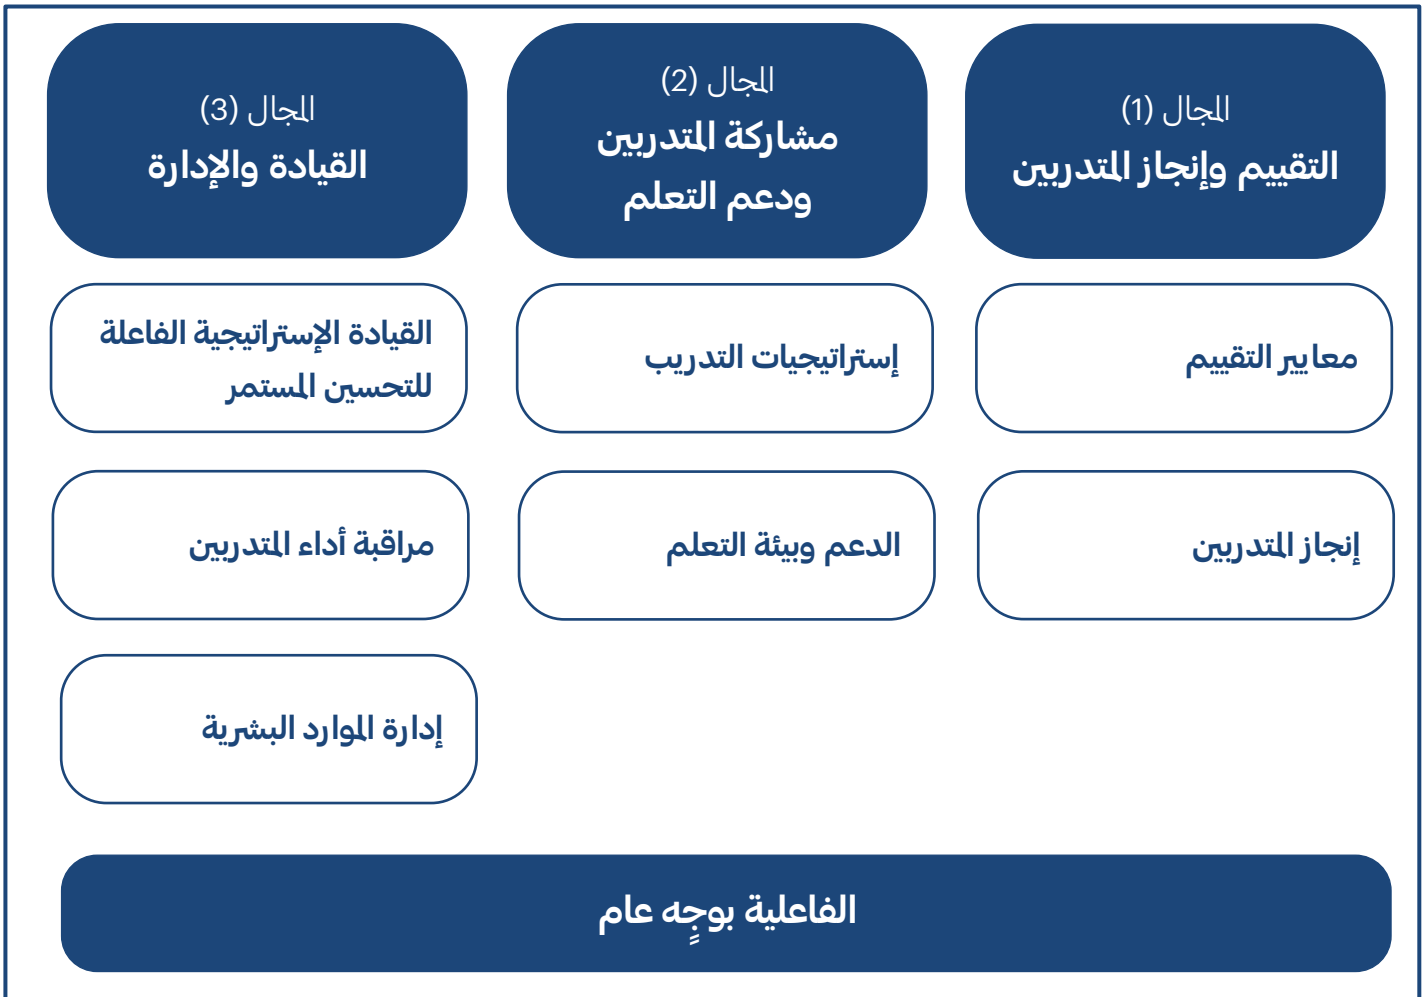 المجال (1)
التقييم وإنجاز المتدربين
المجال (2)
مشاركة المتدربين
ودعم التعلم
المجال (3)
القيادة والإدارة
معايير التقييم
إستراتيجيات التدريب
القيادة الإستراتيجية الفاعلة
للتحسين المستمر
إنجاز المتدربين
الدعم وبيئة التعلم
مراقبة أداء المتدربين
إدارة الموارد البشرية
الفاعلية بوجٍه عام